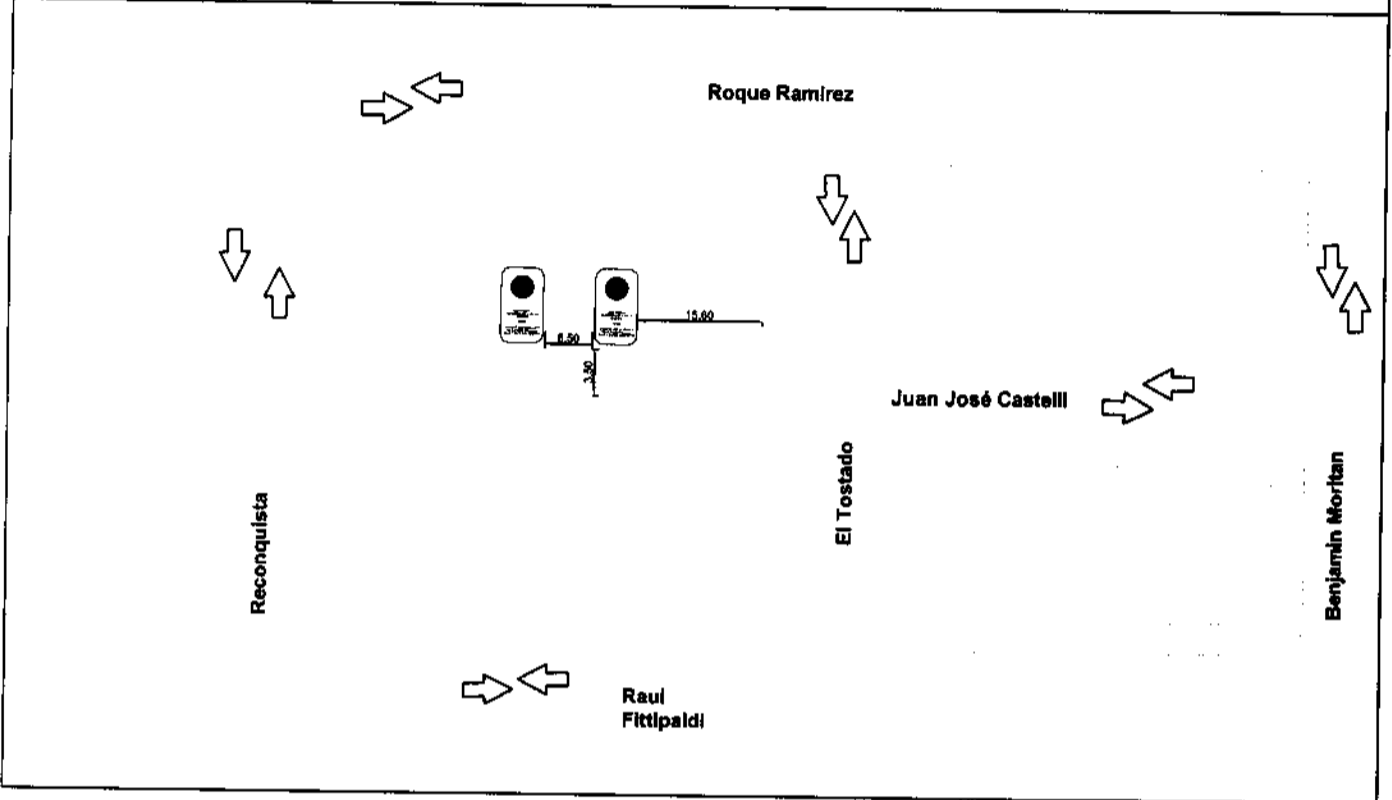 Roque Ramirez
15.60
6.50
3.50
Juan José Castelli
El Tostado
Reconquista
Benjamin Moritan
Raul
Fittipaldi